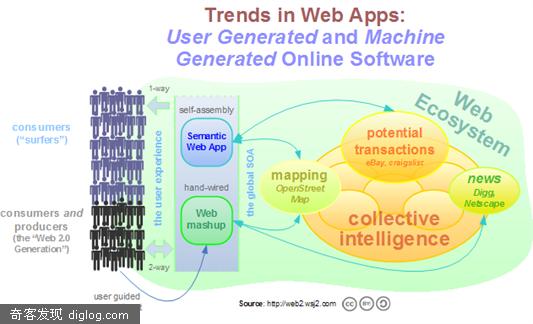 Trends in Web Apps:
User Generated and Machine
Generated Online Software
consumers
("surfers")
consumers and
producers
(the "Web 2.0
Generation")
1-way
the user experience
2-way
user guided
self-assembly
Semantic
Web App
hand-wired
Web
mashup
the global SOA
mapping
OpenStreet
Map
potential
transactions
eBay, craigslist
collective
intelligence
news
Digg,
Netscape
Web
Ecosystem
Source: http://web2.wsj2.com
cc
BY:
奇客发现 diglog.com